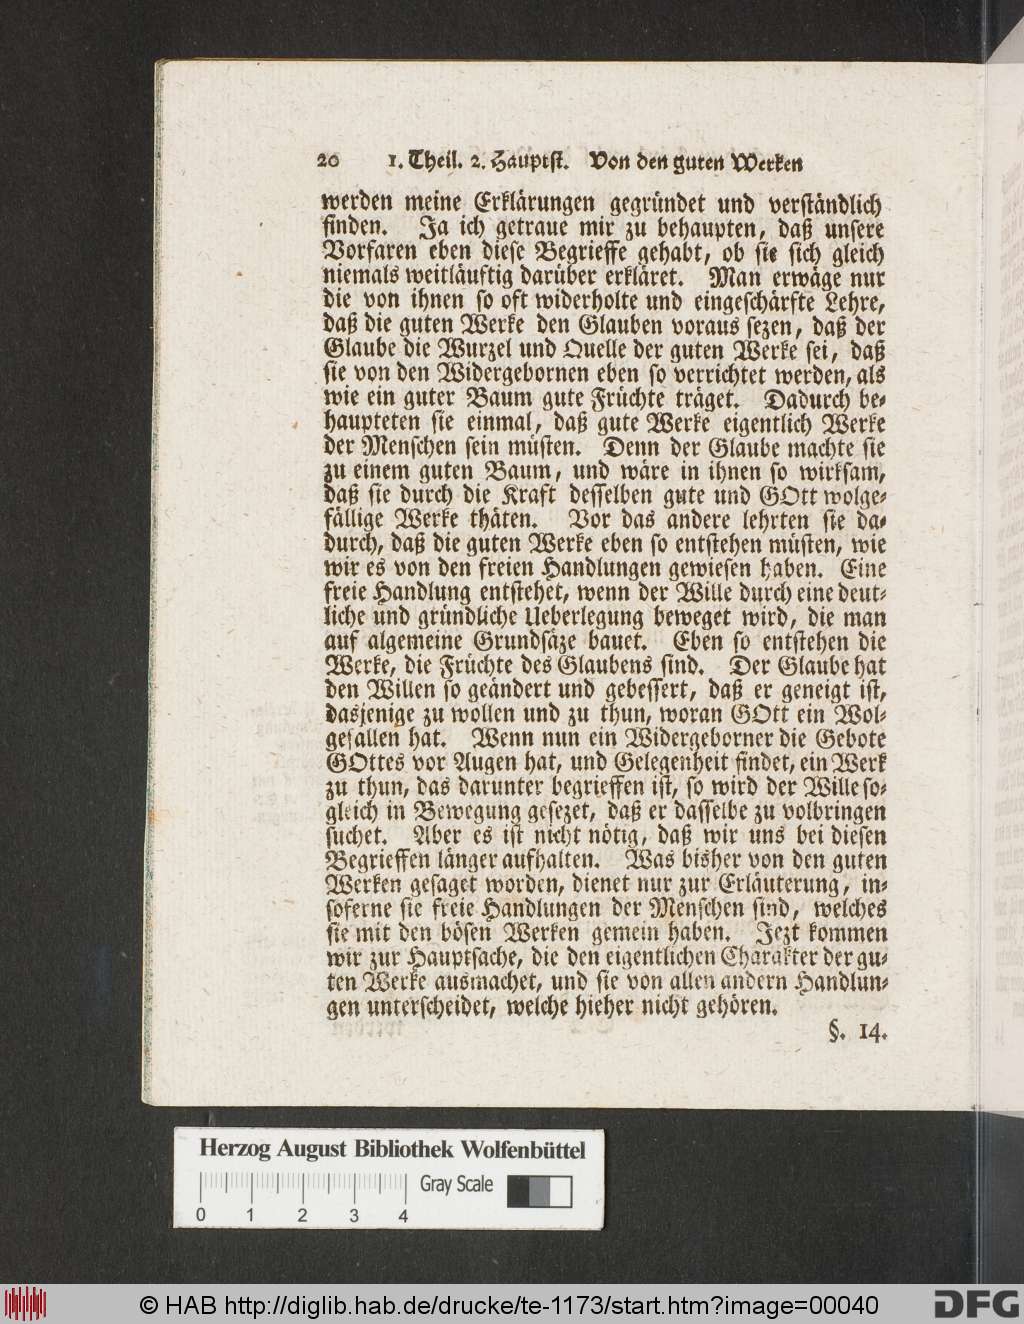 20 1. Theil. 2. Hauptst. Von den guten Werken
werden meine Erklärungen gegründet und verständlich
finden. Ja ich getraue mir zu behaupten, daß unsere
Vorfaren eben diese Begrieffe gehabt, ob sie sich gleich
niemals weitläuftig darüber erkläret. Man erwäge nur
die von ihnen so oft widerholte und eingeschärfte Lehre,
daß die guten Werke den Glauben voraus sezen, daß der
Glaube die Wurzel und Quelle der guten Werke sei, daß
sie von den Widergebornen eben so verrichtet werden, als
wie ein guter Baum gute Früchte träget. Dadurch be-
haupteten sie einmal, daß gute Werke eigentlich Werke
der Menschen sein müsten. Denn der Glaube machte sie
zu einem guten Baum, und wäre in ihnen so wirksam,
daß sie durch die Kraft desselben gute und GOtt wolge-
fällige Werke thäten. Vor das andere lehrten sie da-
durch, daß die guten Werke eben so entstehen müsten, wie
wir es von den freien Handlungen gewiesen haben. Eine
freie Handlung entstehet, wenn der Wille durch eine deut-
liche und gründliche Ueberlegung beweget wird, die man
auf algemeine Grundsäze bauet. Eben so entstehen die
Werke, die Früchte des Glaubens sind. Der Glaube hat
den Willen so geändert und gebessert, daß er geneigt ist,
dasjenige zu wollen und zu thun, woran GOtt ein Wol-
gefallen hat. Wenn nun ein Widergeborner die Gebote
GOttes vor Augen hat, und Gelegenheit findet, ein Werk
zu thun, das darunter begrieffen ist, so wird der Wille so-
gleich in Bewegung gesezet, daß er dasselbe zu volbringen
suchet. Aber es ist nicht nötig, daß wir uns bei diesen
Begrieffen länger aufhalten. Was bisher von den guten
Werken gesaget worden, dienet nur zur Erläuterung, in-
soferne sie freie Handlungen der Menschen sind, welches
sie mit den bösen Werken gemein haben. Jezt kommen
wir zur Hauptsache, die den eigentlichen Charakter der gu-
ten Werke ausmachet, und sie von allen andern Handlun-
gen unterscheidet, welche hieher nicht gehören.
§. 14.
Herzog August Bibliothek Wolfenbüttel
Gray Scale
0 1 2 3 4
© HAB http://diglib.hab.de/drucke/te-1173/start.htm?image=00040
DFG